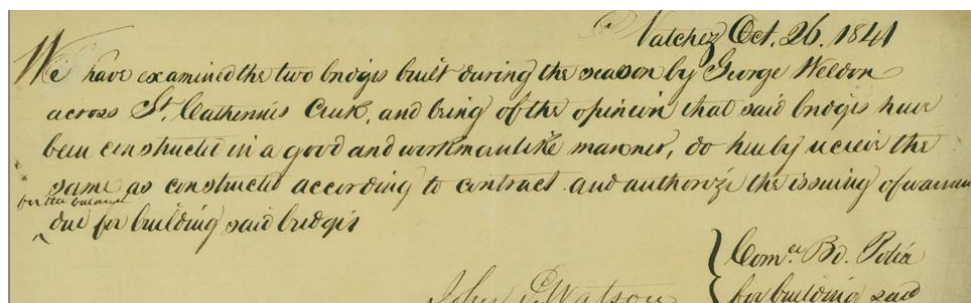 Natchez Oct. 26. 1841
We have examined the two bridges built during the season by George Weldon
across St. Catherines Creek, and being of the opinion that said bridges have
been constructed in a good and workmanlike manner, do hereby receive the
same as constructed according to contract and authorize the issuing of
for the balance
due for building said bridges
Comee Bd. Police
John Watson
for building said